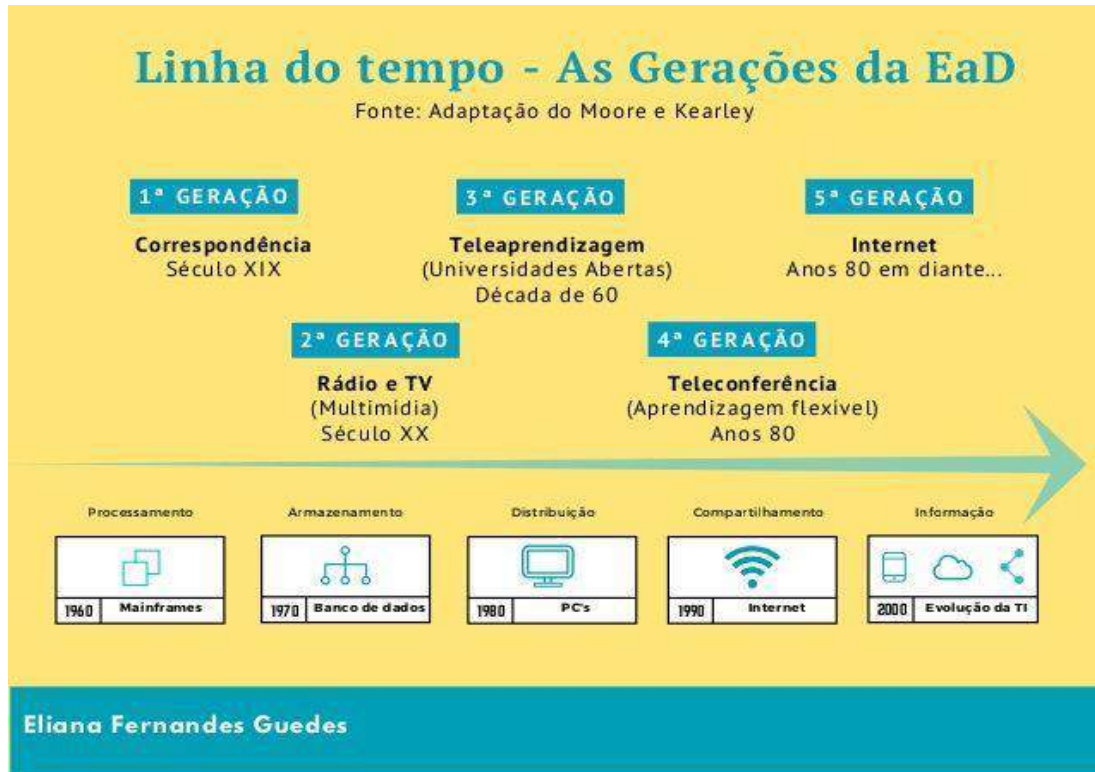 Linha do tempo - As Gerações da EaD
Fonte: Adaptação do Moore e Kearley
1ª GERAÇÃO
Correspondência
Século XIX
2ª GERAÇÃO
Rádio e TV
(Multimídia)
Século XX
3ª GERAÇÃO
Teleaprendizagem
(Universidades Abertas)
Década de 60
4ª GERAÇÃO
Teleconferência
(Aprendizagem flexível)
Anos 80
5ª GERAÇÃO
Internet
Anos 80 em diante...
Processamento
1960 Mainframes
Armazenamento
1970 Banco de dados
Distribuição
1980 PC's
Compartilhamento
1990 Internet
Informação
2000 Evolução da TI
Eliana Fernandes Guedes